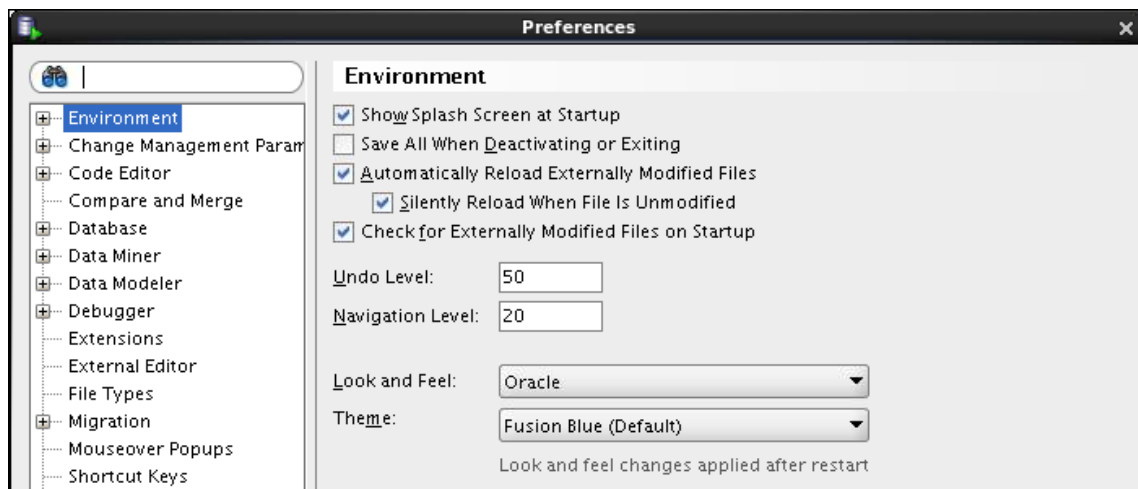 Preferences
Environment
Change Management Param
Code Editor
Compare and Merge
Database
Data Miner
Data Modeler
Debugger
Extensions
External Editor
File Types
Migration
Mouseover Popups
Shortcut Keys
Environment
Show Splash Screen at Startup
Save All When Deactivating or Exiting
Automatically Reload Externally Modified Files
Silently Reload When File Is Unmodified
Check for Externally Modified Files on Startup
Undo Level: 50
Navigation Level: 20
Look and Feel: Oracle
Theme: Fusion Blue (Default)
Look and feel changes applied after restart